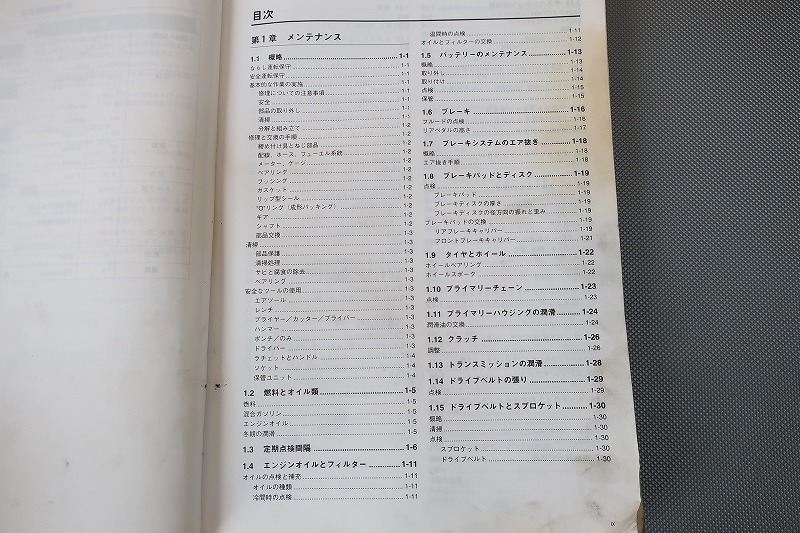 目次
第1章 メンテナンス
1.1 概略 1-1
ならし運転保守 1-1
安全運転保守 1-1
基本的な作業の実施 1-1
修理についての注意事項 1-1
安全 1-1
部品の取り外し 1-1
清掃 1-1
分解と組み立て 1-2
修理と交換の手順 1-2
締め付け具とねじ部品 1-2
配線、ホース、フューエル系統 1-2
メーター、ゲージ 1-2
ベアリング 1-2
ブッシング 1-2
ガスケット 1-2
リップ型シール 1-2
"O"リング（成形パッキング） 1-2
ギア 1-2
シャフト 1-2
部品交換 1-3
清掃 1-3
部品保護 1-3
清掃処理 1-3
サビと腐食の除去 1-3
ベアリング 1-3
安全なツールの使用 1-3
エアツール 1-3
レンチ 1-3
プライヤー／カッター／プライバー 1-3
ハンマー 1-3
ポンチ／のみ 1-3
ドライバー 1-3
ラチェットとハンドル 1-4
ソケット 1-4
保管ユニット 1-4
1.2 燃料とオイル類 1-5
燃料 1-5
混合ガソリン 1-5
エンジンオイル 1-5
冬期の潤滑 1-5
1.3 定期点検間隔 1-6
1.4 エンジンオイルとフィルター 1-11
オイルの点検と補充 1-11
オイルの種類 1-11
冷間時の点検 1-11
温間時の点検 1-11
オイルとフィルターの交換 1-12
1.5 バッテリーのメンテナンス 1-13
概略 1-13
取り外し 1-14
取り付け 1-14
点検 1-15
保管 1-15
1.6 ブレーキ 1-16
フルードの点検 1-16
リアペダルの高さ 1-17
1.7 ブレーキシステムのエア抜き 1-18
概略 1-18
エア抜き手順 1-18
1.8 ブレーキパッドとディスク 1-19
点検 1-19
ブレーキパッド 1-19
ブレーキディスクの厚さ 1-19
ブレーキディスクの径方向の振れと歪み 1-19
ブレーキパッドの交換 1-19
リアブレーキキャリパー 1-19
フロントブレーキキャリパー 1-21
1.9 タイヤとホイール 1-22
ホイールベアリング 1-22
ホイールスポーク 1-22
1.10 プライマリーチェーン 1-23
点検 1-23
1.11 プライマリーハウジングの潤滑 1-24
潤滑油の交換 1-24
1.12 クラッチ 1-26
調整 1-26
1.13 トランスミッションの潤滑 1-28
1.14 ドライブベルトの張り 1-29
点検 1-29
1.15 ドライブベルトとスプロケット 1-30
概略 1-30
清掃 1-30
点検 1-30
スプロケット 1-30
ドライブベルト 1-30
ix